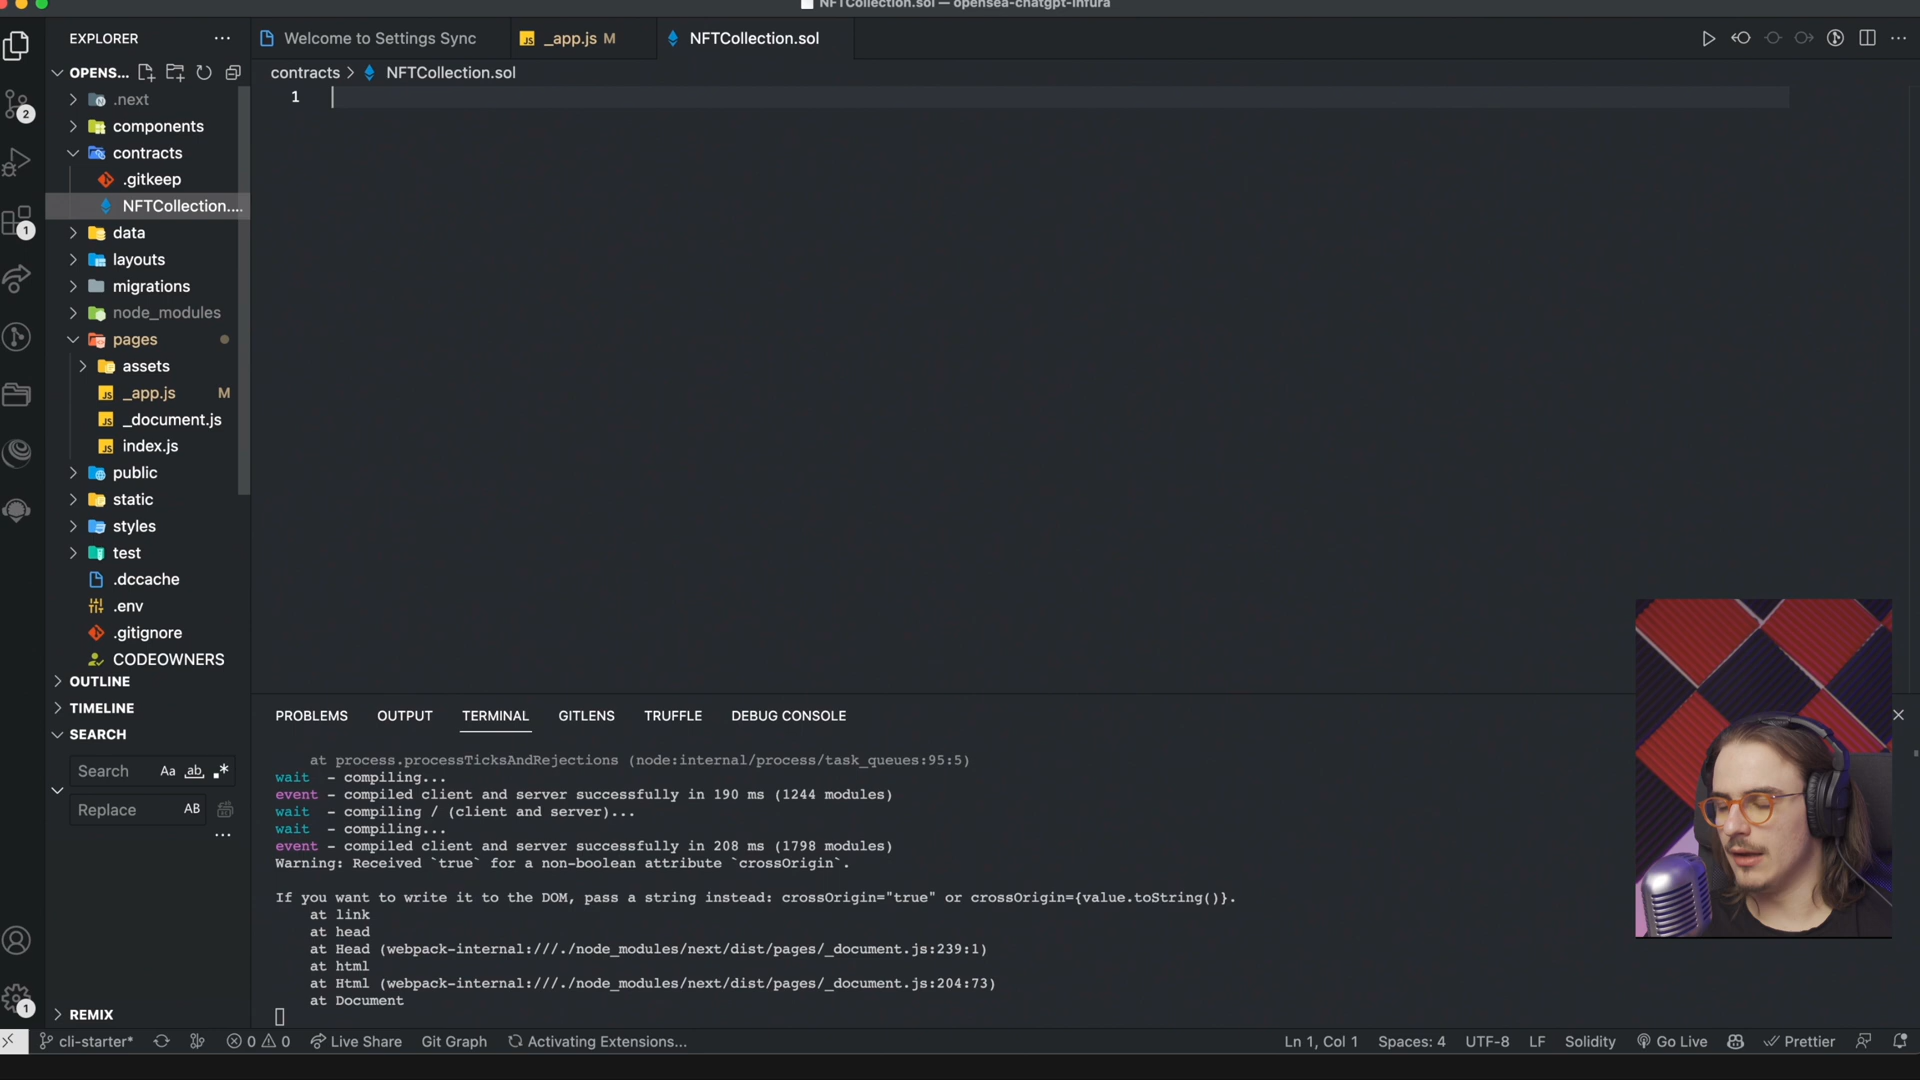 NFTCollection.sol — opensea-chatgpt-infura
EXPLORER
Welcome to Settings Sync
_app.js M
NFTCollection.sol
OPENS...
contracts > NFTCollection.sol
1
.next
components
contracts
.gitkeep
NFTCollection....
data
layouts
migrations
node_modules
pages
assets
_app.js M
_document.js
index.js
public
static
styles
test
.dccache
.env
.gitignore
CODEOWNERS
OUTLINE
TIMELINE
SEARCH
Search Aa ab
Replace AB
REMIX
2
1
1
PROBLEMS OUTPUT TERMINAL GITLENS TRUFFLE DEBUG CONSOLE
at process.processTicksAndRejections (node:internal/process/task_queues:95:5)
wait - compiling...
event - compiled client and server successfully in 190 ms (1244 modules)
wait - compiling / (client and server)...
wait - compiling...
event - compiled client and server successfully in 208 ms (1798 modules)
Warning: Received `true` for a non-boolean attribute `crossOrigin`.
If you want to write it to the DOM, pass a string instead: crossOrigin="true" or crossOrigin={value.toString()}.
at link
at head
at Head (webpack-internal:///./node_modules/next/dist/pages/_document.js:239:1)
at html
at Html (webpack-internal:///./node_modules/next/dist/pages/_document.js:204:73)
at Document
cli-starter* 0 0 Live Share Git Graph Activating Extensions... Ln 1, Col 1 Spaces: 4 UTF-8 LF Solidity Go Live Prettier